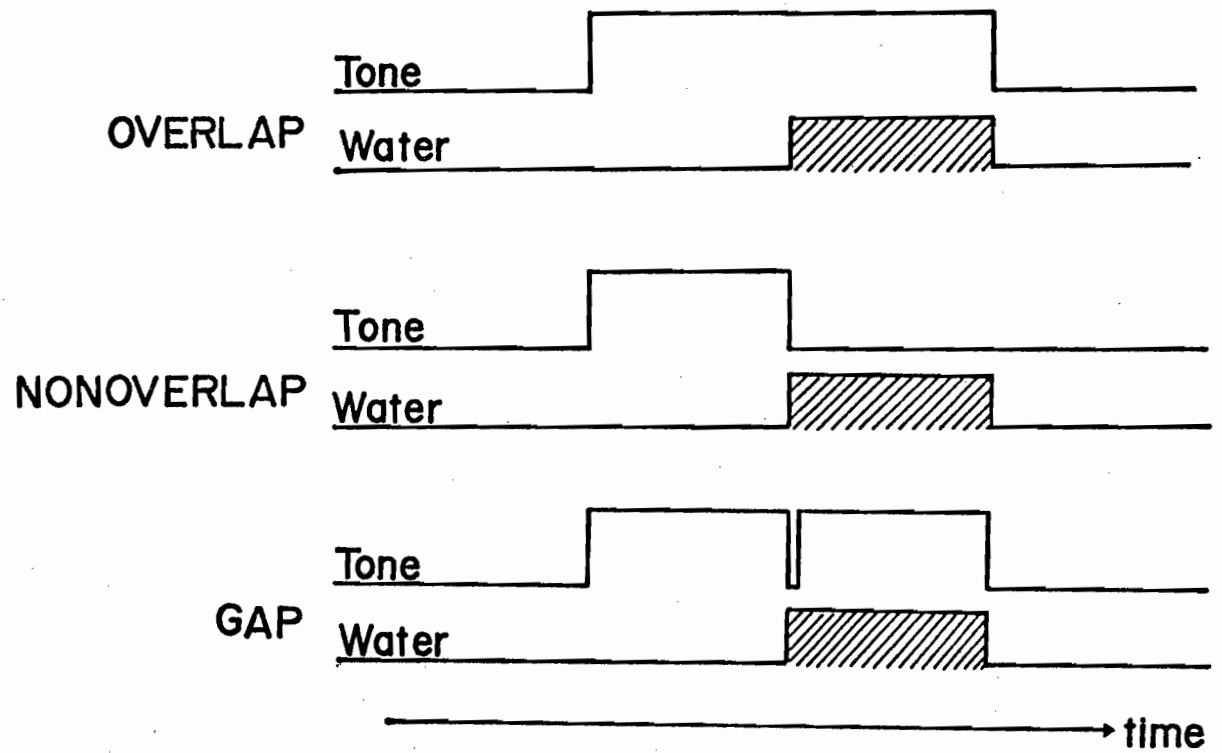 Tone
OVERLAP
Water
Tone
NONOVERLAP
Water
Tone
GAP
Water
time